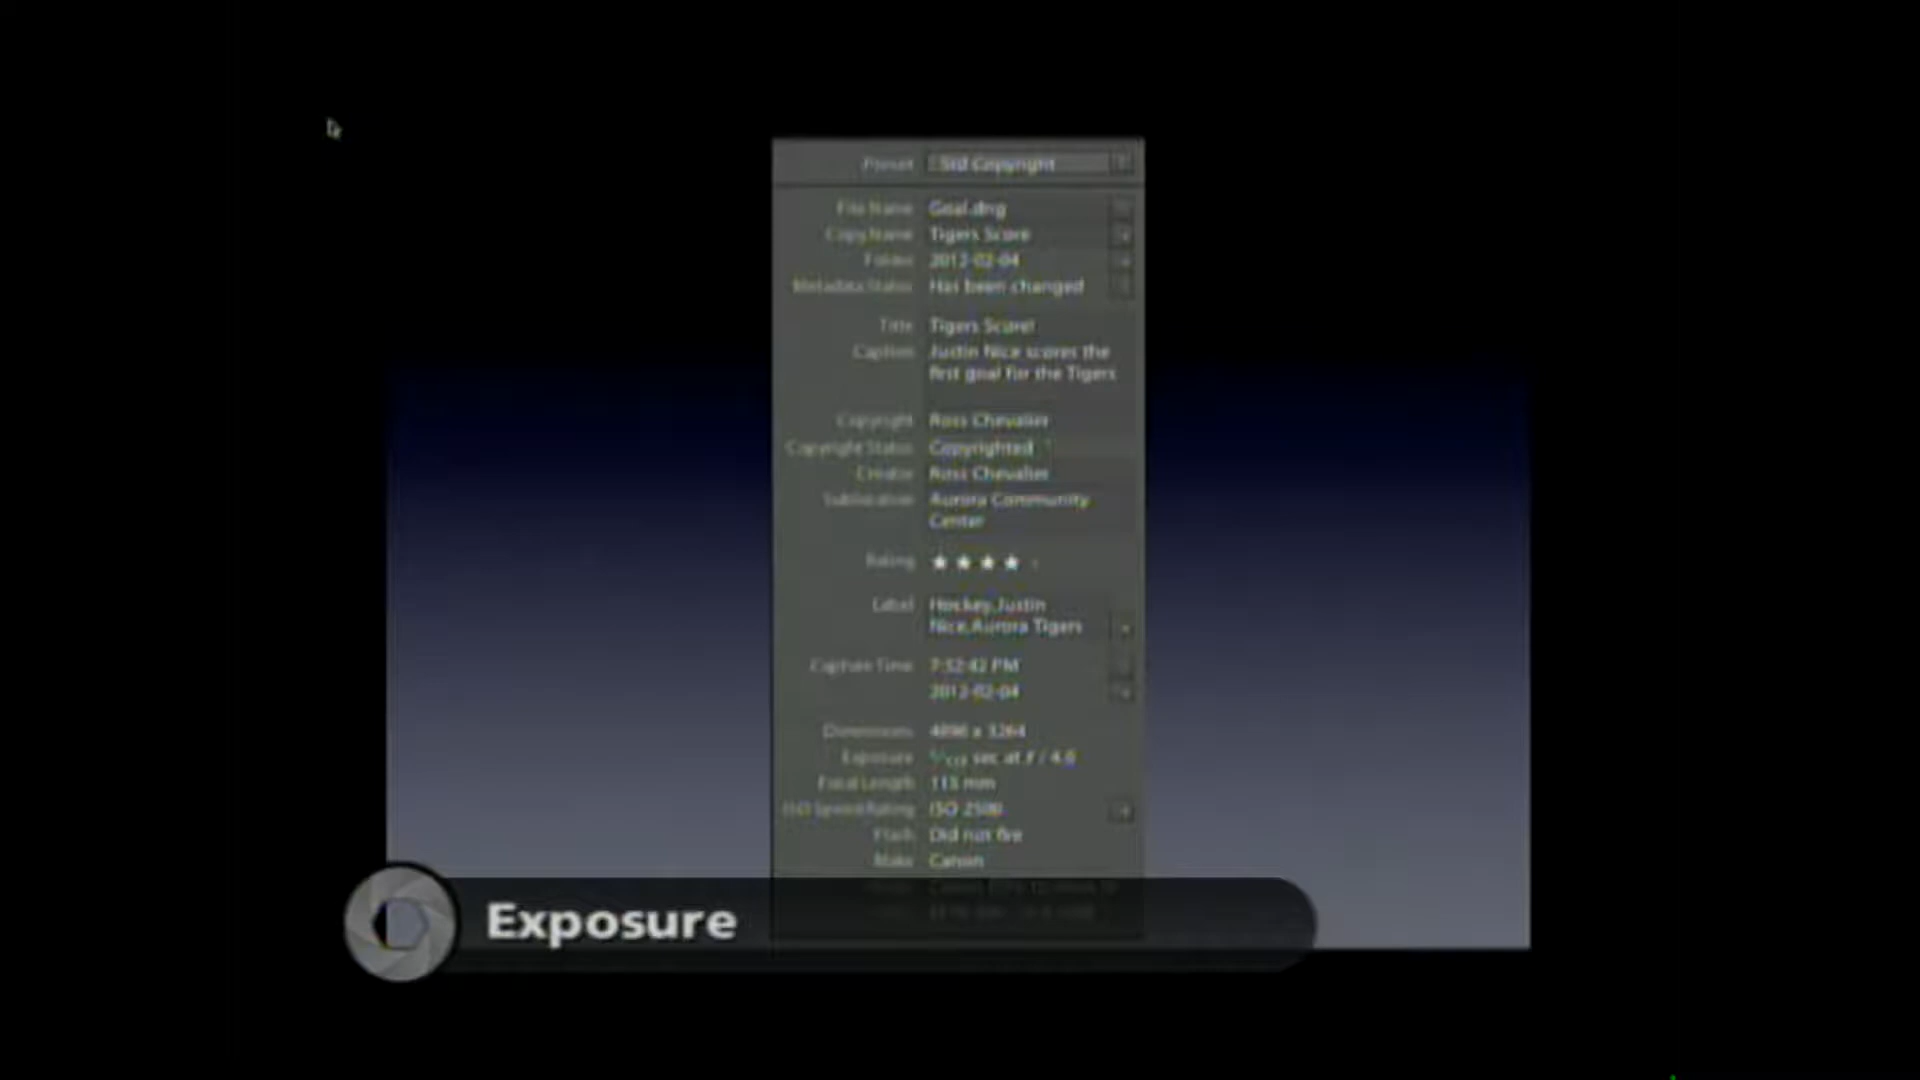 Preset Std Copyright
File Name Goal.dng
Copy Name Tigers Score
Folder 2012-02-04
Metadata Status Has been changed
Title Tigers Score!
Caption Justin Nice scores the
first goal for the Tigers
Copyright Ross Chevalier
Copyright Status Copyrighted
Creator Ross Chevalier
Sublocation Aurora Community
Center
Rating ★ ★ ★ ★ ·
Label Hockey,Justin
Nice,Aurora Tigers
Capture Time 7:52:42 PM
2012-02-04
Dimensions 4896 x 3264
Exposure sec at f / 4.0
Focal Length 115 mm
ISO Speed Rating ISO 2500
Flash Did not fire
Make Canon
Exposure